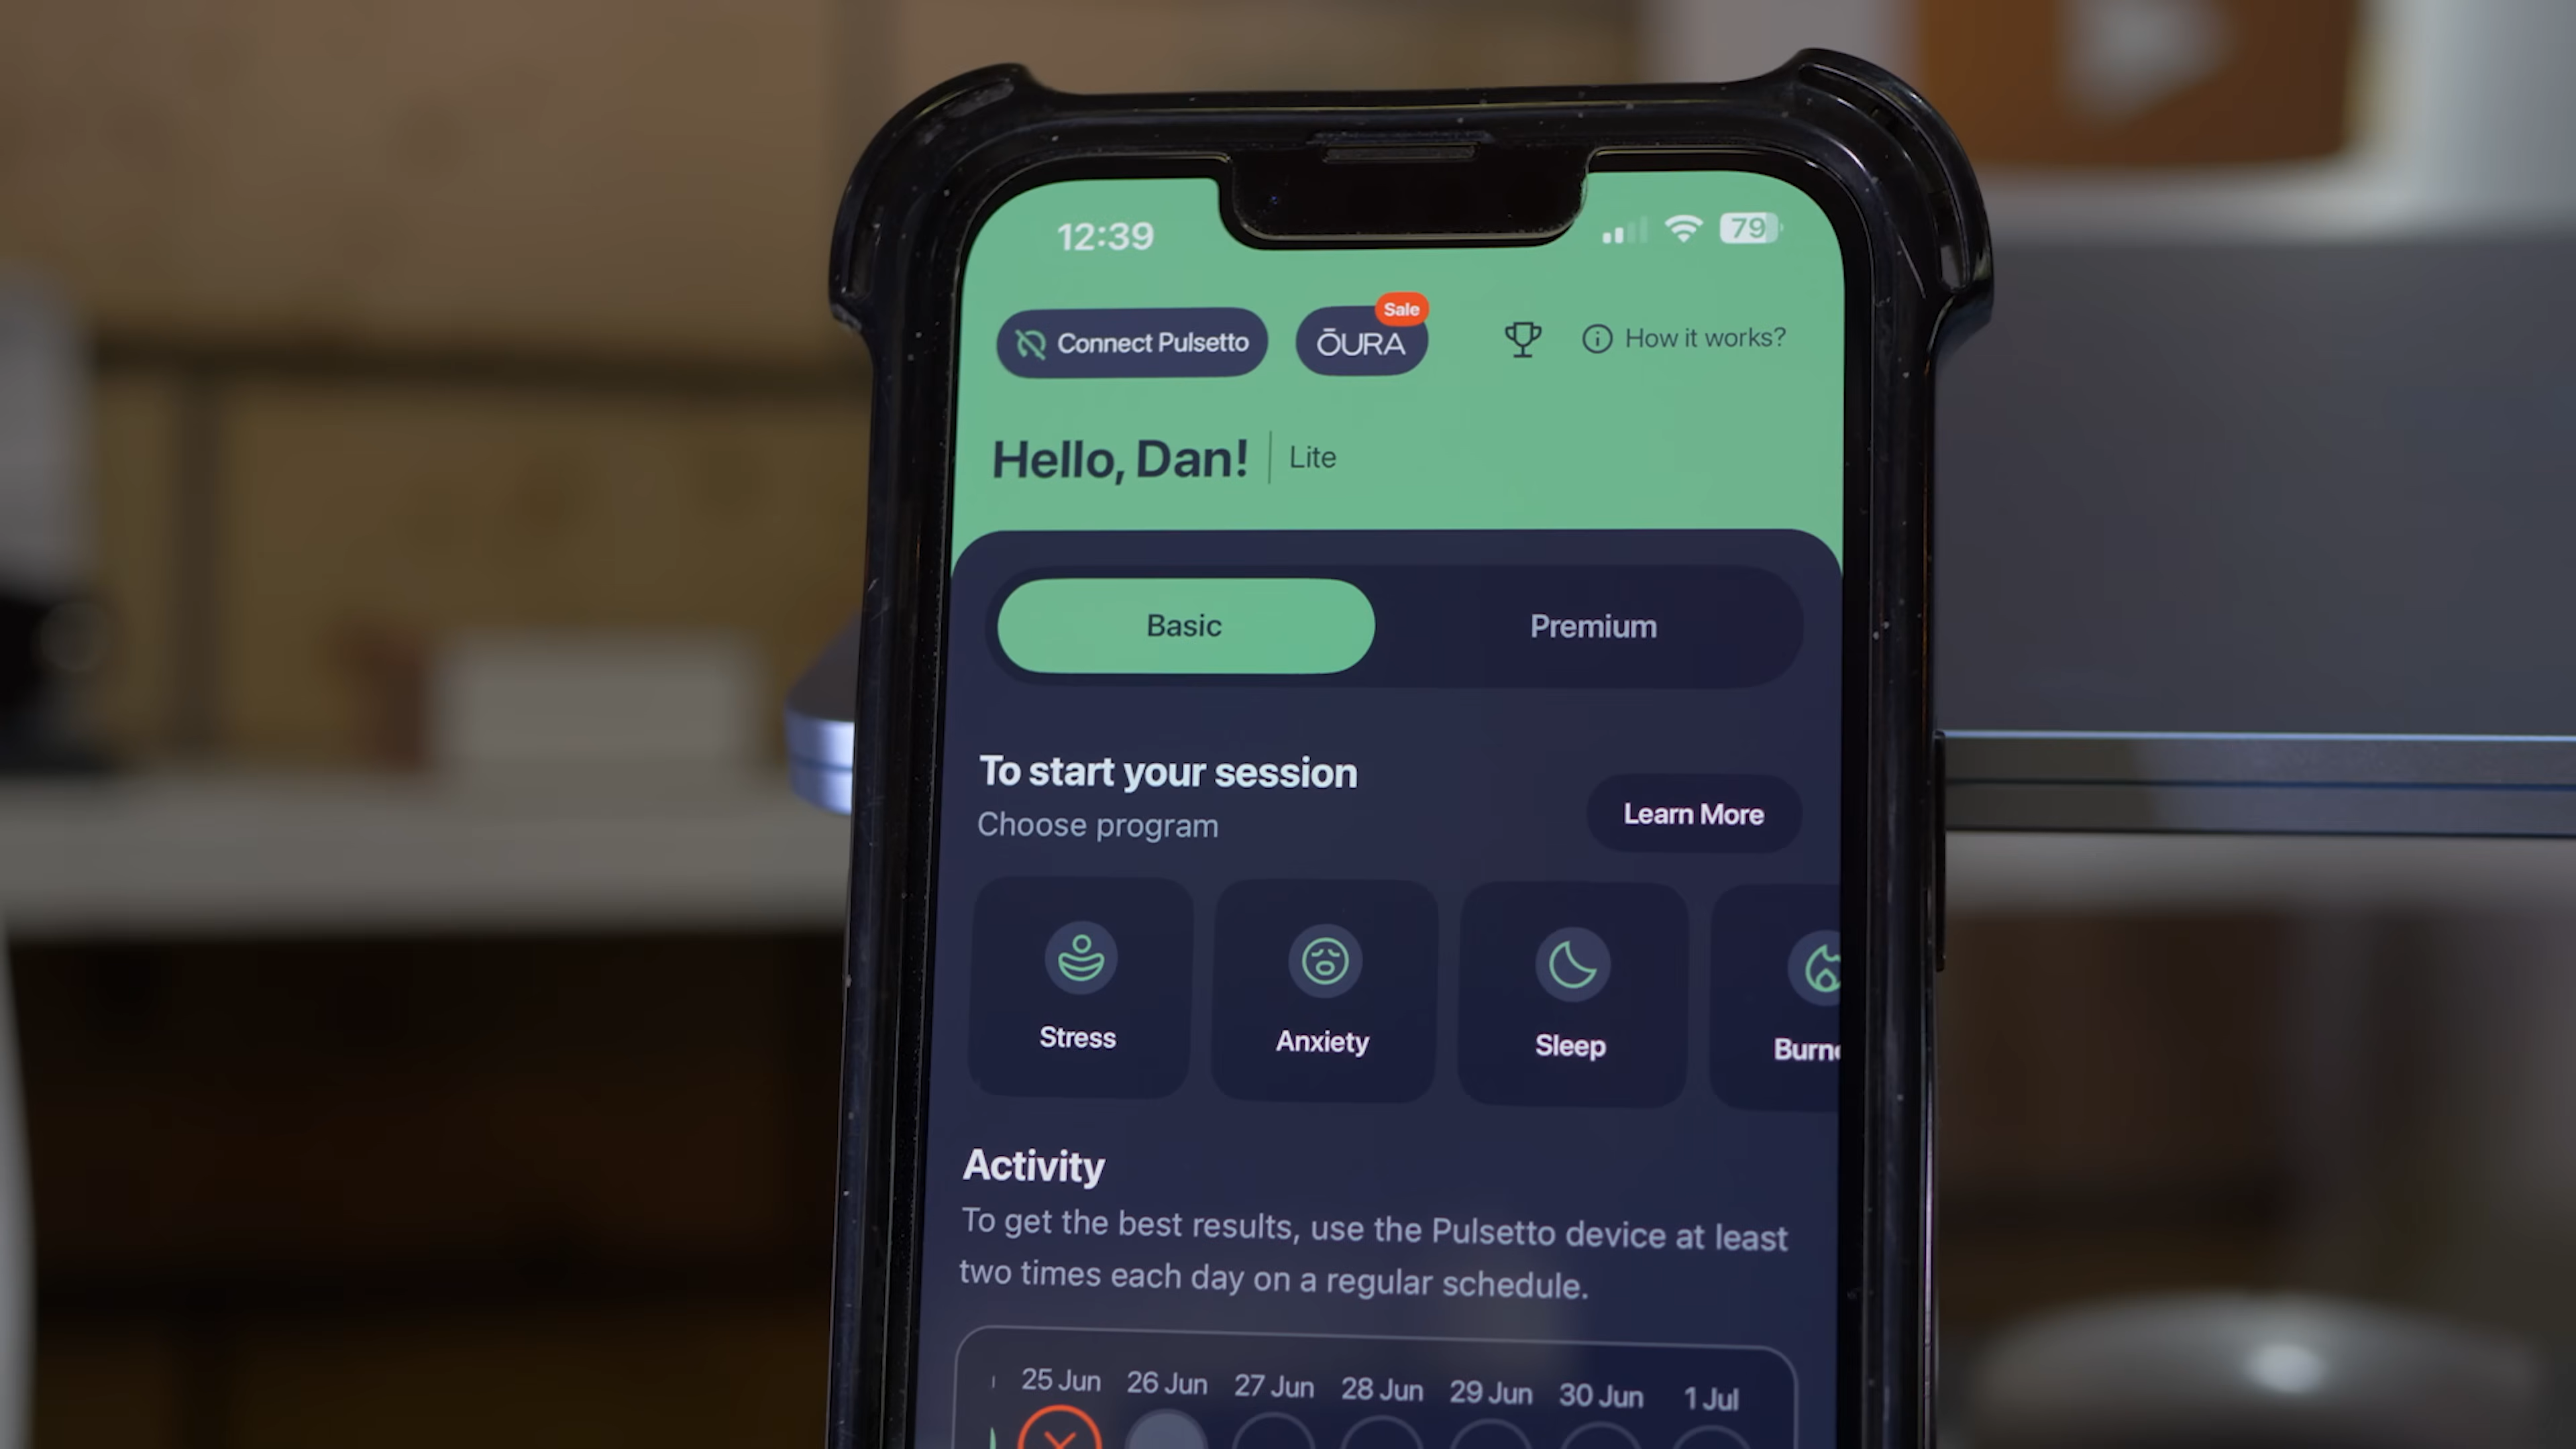 12:39
79
Connect Pulsetto
ŌURA
Sale
How it works?
Hello, Dan!
Lite
Basic
Premium
To start your session
Choose program
Learn More
Stress
Anxiety
Sleep
Activity
To get the best results, use the Pulsetto device at least
two times each day on a regular schedule.
25 Jun
26 Jun
27 Jun
28 Jun
29 Jun
30 Jun
1 Jul